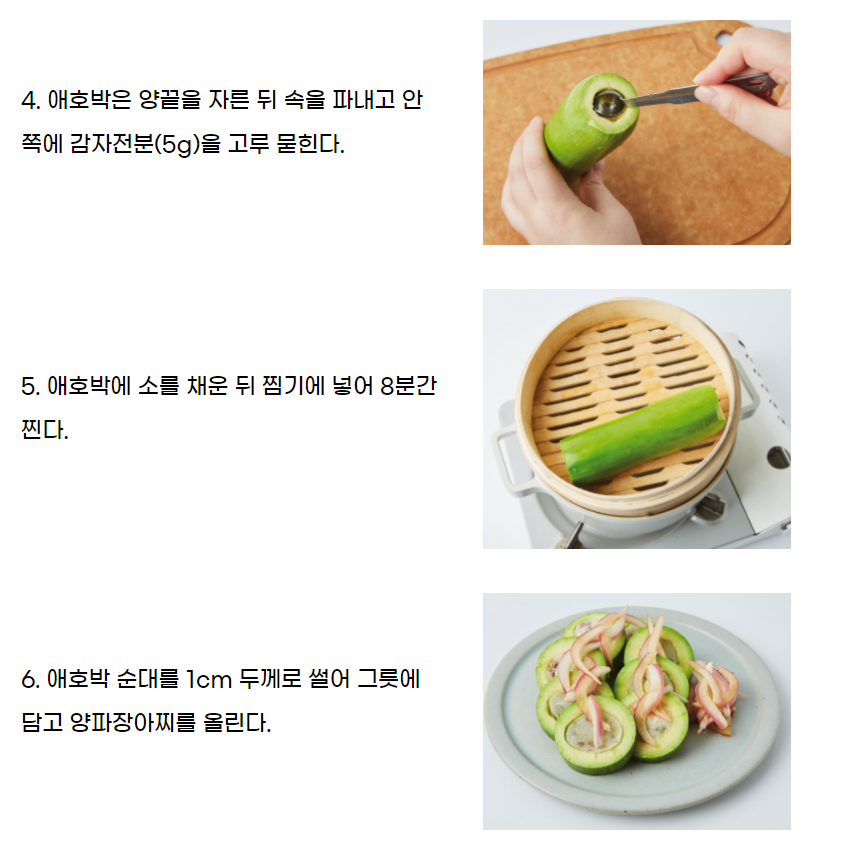 4. 애호박은 양끝을 자른 뒤 속을 파내고 안
쪽에 감자전분(5g)을 고루 묻힌다.
5. 애호박에 소를 채운 뒤 찜기에 넣어 8분간
찐다.
6. 애호박 순대를 1cm 두께로 썰어 그릇에
담고 양파장아찌를 올린다.